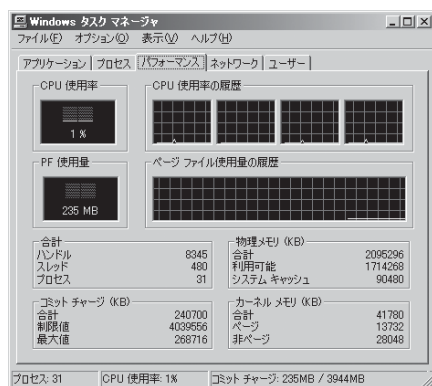 Windows タスク マネージャ
ファイル(F) オプション(O) 表示(V) ヘルプ(H)
アプリケーション プロセス パフォーマンス ネットワーク ユーザー
CPU 使用率
CPU 使用率の履歴
1 %
PF 使用量
ページ ファイル使用量の履歴
235 MB
合計
ハンドル 8345
スレッド 480
プロセス 31
物理メモリ (KB)
合計 2095296
利用可能 1714268
システム キャッシュ 90480
コミット チャージ (KB)
合計 240700
制限値 4039556
最大値 268716
カーネル メモリ (KB)
合計 41780
ページ 13732
非ページ 28048
プロセス: 31 CPU 使用率: 1% コミット チャージ: 235MB / 3944MB